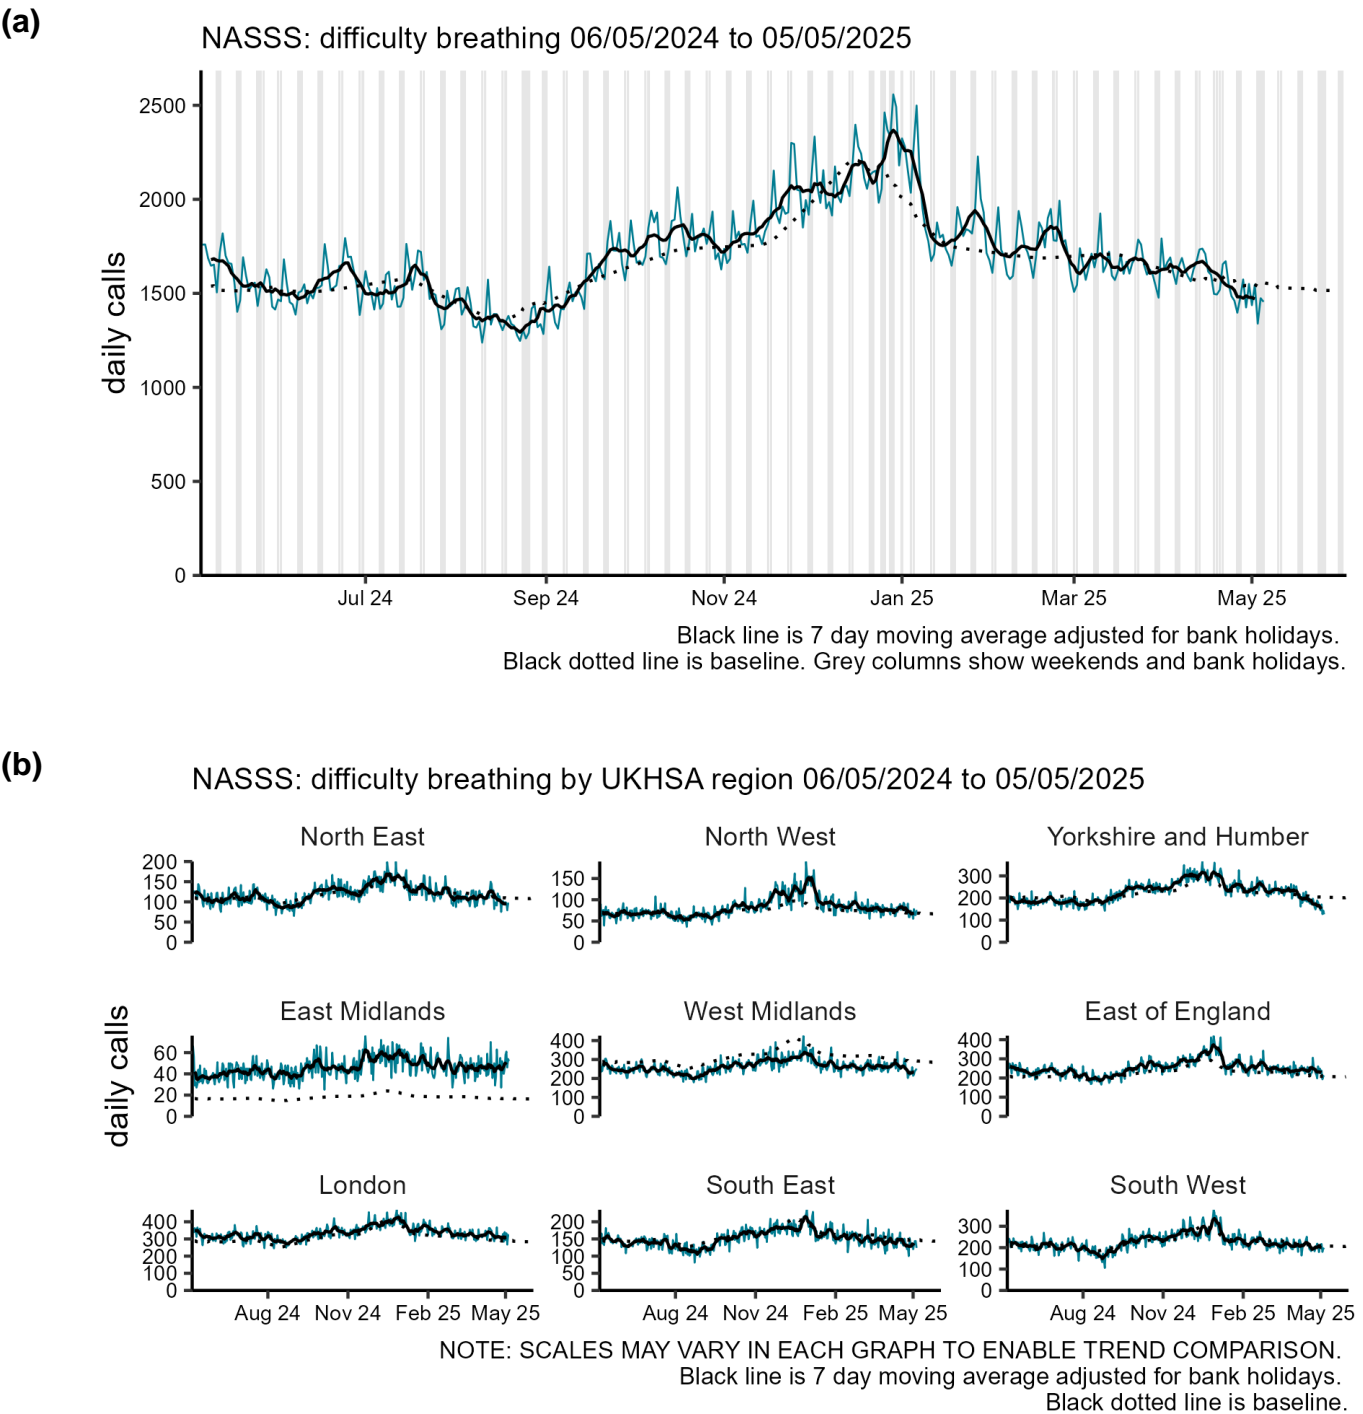 (a)
NASSS: difficulty breathing 06/05/2024 to 05/05/2025
daily calls
2500
2000
1500
1000
500
0
Jul 24 Sep 24 Nov 24 Jan 25 Mar 25 May 25
Black line is 7 day moving average adjusted for bank holidays.
Black dotted line is baseline. Grey columns show weekends and bank holidays.
(b)
NASSS: difficulty breathing by UKHSA region 06/05/2024 to 05/05/2025
daily calls
North East
200
150
100
50
0
North West
150
100
50
0
Yorkshire and Humber
300
200
100
0
East Midlands
60
40
20
0
West Midlands
400
300
200
100
0
East of England
400
300
200
100
0
London
400
300
200
100
0
South East
200
150
100
50
0
South West
300
200
100
0
Aug 24 Nov 24 Feb 25 May 25
Aug 24 Nov 24 Feb 25 May 25
Aug 24 Nov 24 Feb 25 May 25
NOTE: SCALES MAY VARY IN EACH GRAPH TO ENABLE TREND COMPARISON.
Black line is 7 day moving average adjusted for bank holidays.
Black dotted line is baseline.